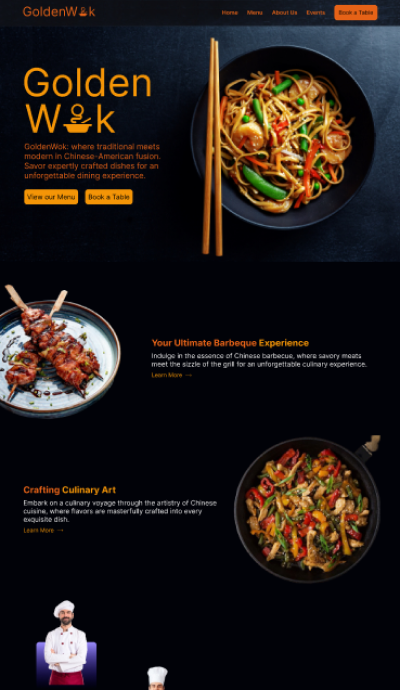 GoldenWok
Home Menu About Us Events Book a Table
Golden
Wok
GoldenWok: where traditional meets
modern in Chinese-American fusion.
Savor expertly crafted dishes for an
unforgettable dining experience.
View our Menu Book a Table
Your Ultimate Barbeque Experience
Indulge in the essence of Chinese barbecue, where savory meets
meet the sizzle of the grill for an unforgettable culinary experience.
Learn More →
Crafting Culinary Art
Embark on a culinary voyage through the artistry of Chinese
cuisine, where flavors are masterfully crafted into every
exquisite dish.
Learn More →